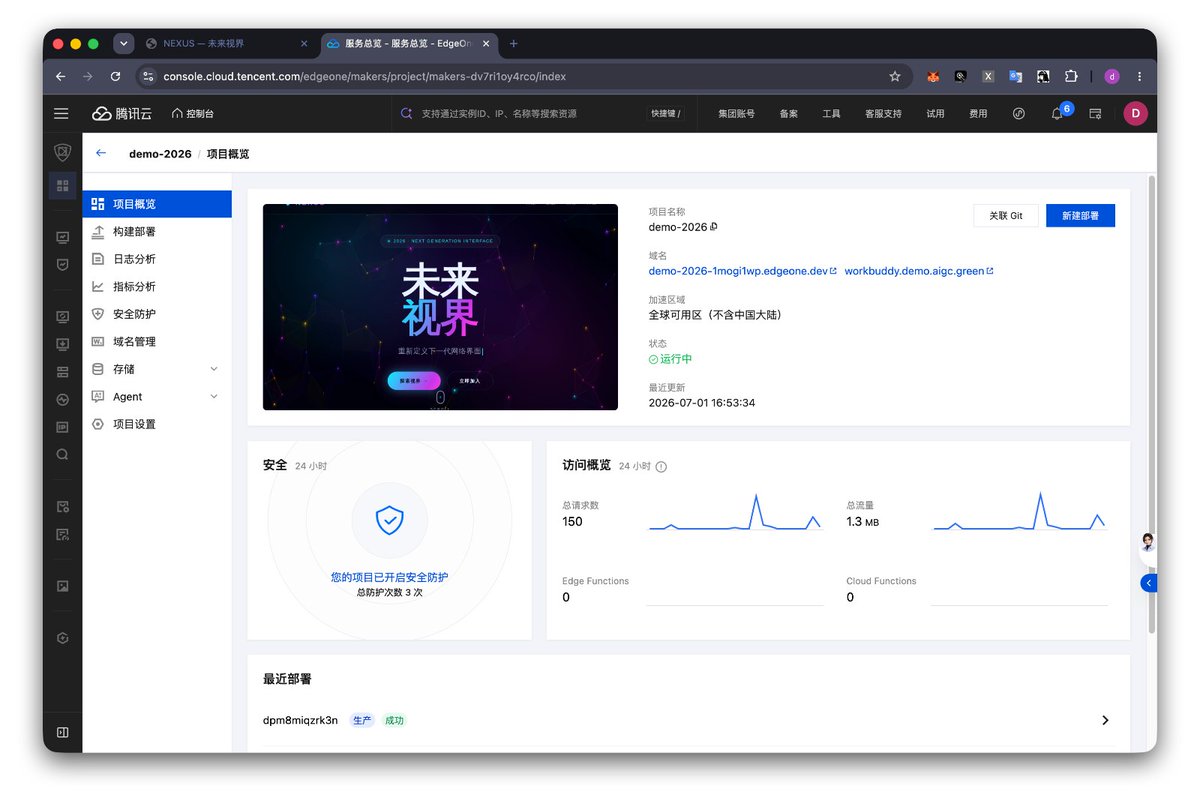 NEXUS — 未来视界
服务总览 - 服务总览 - EdgeOn
console.cloud.tencent.com/edgeone/makers/project/makers-dv7ri1oy4rco/index
d
腾讯云
控制台
支持通过实例ID、IP、名称等搜索资源
快捷键 /
集团账号
备案
工具
客服支持
试用
费用
6
D
demo-2026 / 项目概览
项目概览
构建部署
日志分析
指标分析
安全防护
域名管理
存储
Agent
项目设置
2026 NEXT GENERATION INTERFACE
未来
视界
重新定义下一代网络界面
探索视界
立即加入
项目名称
demo-2026
关联 Git
新建部署
域名
demo-2026-1mogi1wp.edgeone.dev workbuddy.demo.aigc.green
加速区域
全球可用区（不含中国大陆）
状态
运行中
最近更新
2026-07-01 16:53:34
安全 24 小时
您的项目已开启安全防护
总防护次数 3 次
访问概览 24 小时
总请求数
150
总流量
1.3 MB
Edge Functions
0
Cloud Functions
0
最近部署
dpm8miqzrk3n 生产 成功